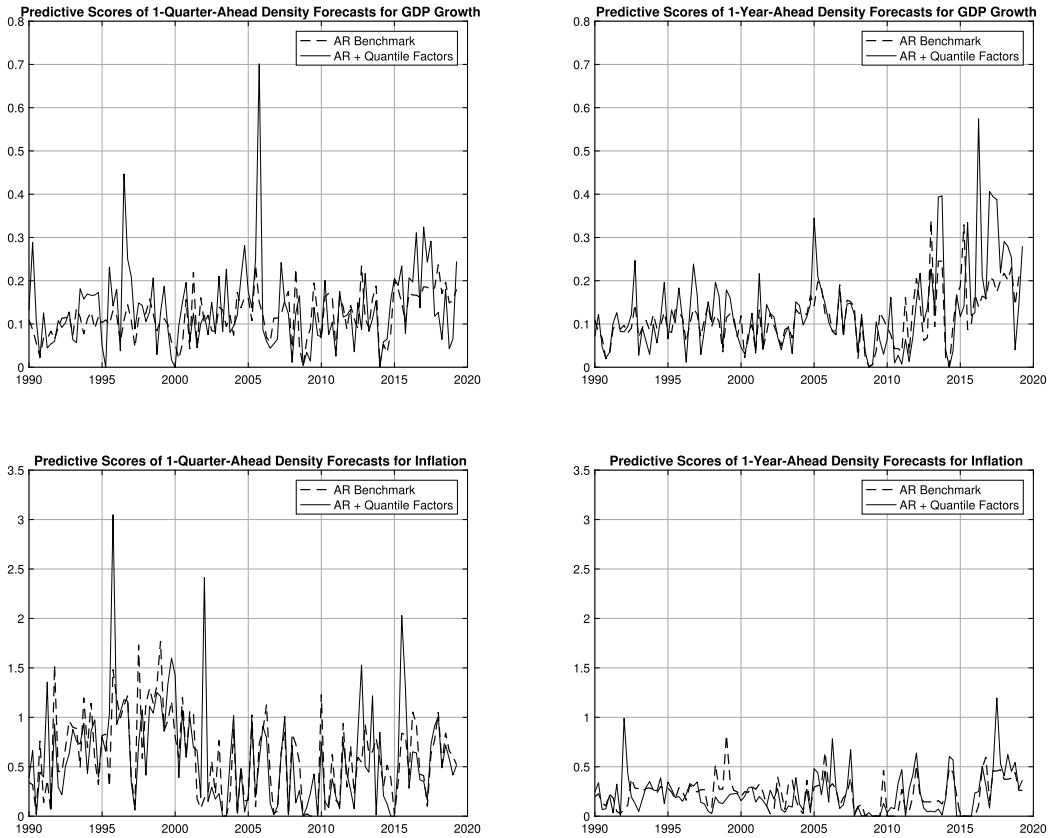 Predictive Scores of 1-Quarter-Ahead Density Forecasts for GDP Growth
0.8
0.7
0.6
0.5
0.4
0.3
0.2
0.1
0
AR Benchmark
AR + Quantile Factors
1990 1995 2000 2005 2010 2015 2020
Predictive Scores of 1-Year-Ahead Density Forecasts for GDP Growth
0.8
0.7
0.6
0.5
0.4
0.3
0.2
0.1
0
AR Benchmark
AR + Quantile Factors
1990 1995 2000 2005 2010 2015 2020
Predictive Scores of 1-Quarter-Ahead Density Forecasts for Inflation
3.5
3
2.5
2
1.5
1
0.5
0
AR Benchmark
AR + Quantile Factors
1990 1995 2000 2005 2010 2015 2020
Predictive Scores of 1-Year-Ahead Density Forecasts for Inflation
3.5
3
2.5
2
1.5
1
0.5
0
AR Benchmark
AR + Quantile Factors
1990 1995 2000 2005 2010 2015 2020